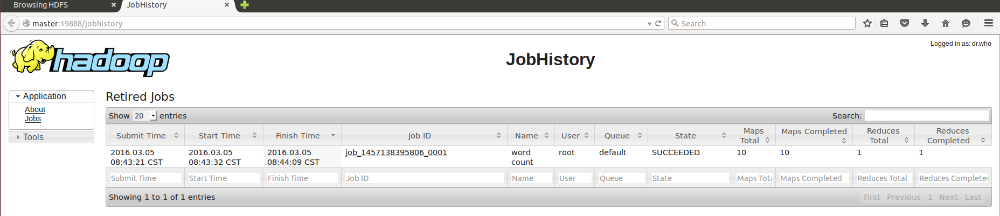 Browsing HDFS
JobHistory
master:19888/jobhistory
Search
Logged in as: dr.who
hadoop
JobHistory
Application
About
Jobs
Tools
Retired Jobs
Show 20 entries
Search:
Submit Time Start Time Finish Time Job ID Name User Queue State Maps Total Maps Completed Reduces Total Reduces Completed
2016.03.05 08:43:21 CST 2016.03.05 08:43:32 CST 2016.03.05 08:44:09 CST job_1457138395806_0001 word count root default SUCCEEDED 10 10 1 1
Submit Time Start Time Finish Time Job ID Name User Queue State Maps Tota Maps Completed Reduces Total Reduces Complete
Showing 1 to 1 of 1 entries
First Previous 1 Next Last